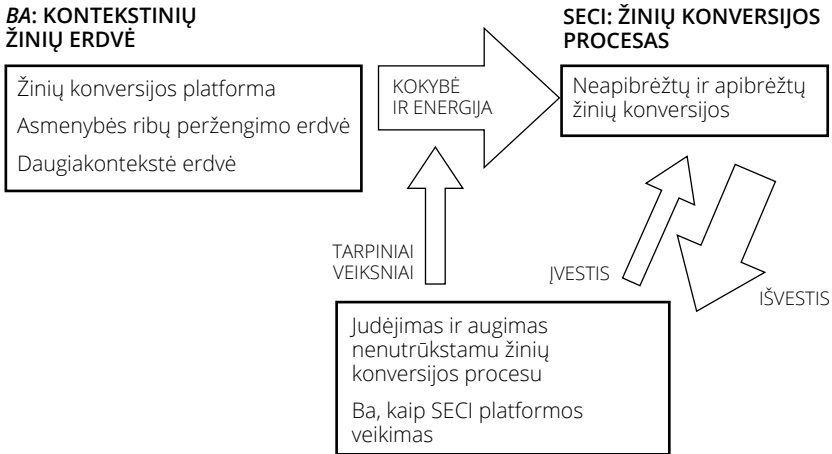 BA: KONTEKSTINIŲ
ŽINIŲ ERDVĖ
Žinių konversijos platforma
Asmenybės ribų peržengimo erdvė
Daugiakontekstė erdvė
KOKYBĖ
IR ENERGIJA
SECI: ŽINIŲ KONVERSIJOS
PROCESAS
Neapibrėžtų ir apibrėžtų
žinių konversijos
TARPINIAI
VEIKSNIAI
ĮVESTIS
IŠVESTIS
Judėjimas ir augimas
nenutrūkstamu žinių
konversijos procesu
Ba, kaip SECI platformos
veikimas